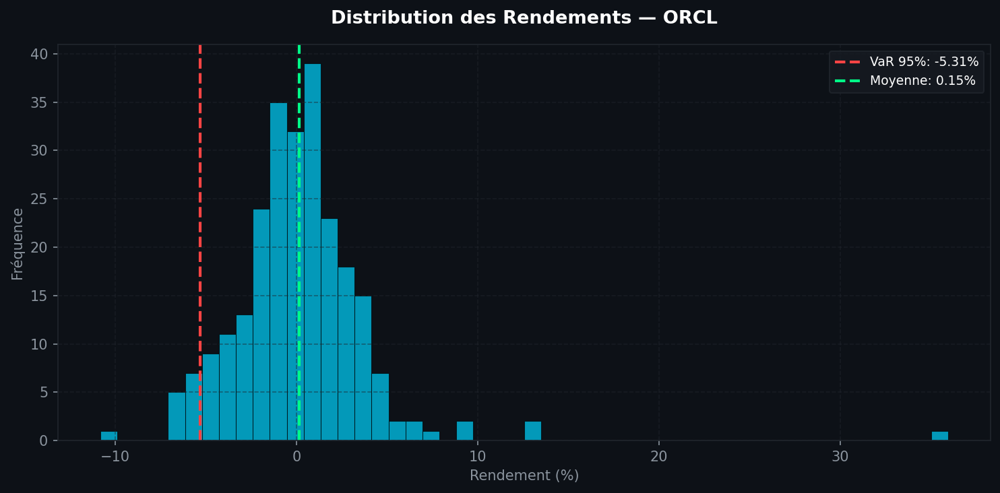 Distribution des Rendements — ORCL
VaR 95%: -5.31%
Moyenne: 0.15%
Fréquence
40
35
30
25
20
15
10
5
0
−10
0
10
20
30
Rendement (%)